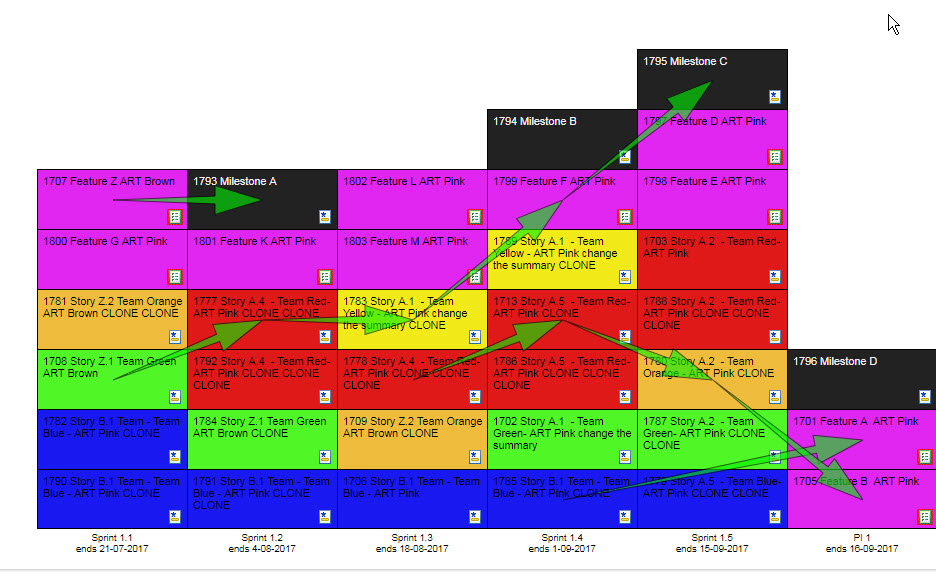 1795 Milestone C
1794 Milestone B
1797 Feature D ART Pink
1707 Feature Z ART Brown
1793 Milestone A
1802 Feature L ART Pink
1799 Feature F ART Pink
1798 Feature E ART Pink
1800 Feature G ART Pink
1801 Feature K ART Pink
1803 Feature M ART Pink
1789 Story A.1  - Team
Yellow - ART Pink change
the summary CLONE
1703 Story A.2  - Team Red-
ART Pink
1781 Story Z.2 Team Orange
ART Brown CLONE CLONE
1777 Story A.4  - Team Red-
ART Pink CLONE CLONE
1783 Story A.1  - Team
Yellow - ART Pink change
the summary CLONE
1713 Story A.5  - Team Red-
ART Pink CLONE
1788 Story A.2  - Team Red-
ART Pink CLONE CLONE
CLONE
1708 Story Z.1 Team Green
ART Brown
1792 Story A.4  - Team Red-
ART Pink CLONE CLONE
CLONE
1778 Story A.4  - Team Red-
ART Pink CLONE CLONE
CLONE
1786 Story A.5  - Team Red-
ART Pink CLONE CLONE
CLONE
1780 Story A.2  - Team
Orange - ART Pink CLONE
1796 Milestone D
1782 Story B.1 Team - Team
Blue - ART Pink CLONE
1784 Story Z.1 Team Green
ART Brown CLONE
1709 Story Z.2 Team Orange
ART Brown CLONE
1702 Story A.1  - Team
Green- ART Pink change the
summary
1787 Story A.2  - Team
Green- ART Pink CLONE
CLONE
1701 Feature A  ART Pink
1790 Story B.1 Team - Team
Blue - ART Pink CLONE
1791 Story B.1 Team - Team
Blue - ART Pink CLONE
CLONE
1706 Story B.1 Team - Team
Blue - ART Pink
1785 Story B.1 Team - Team
Blue - ART Pink CLONE
Story A.5  - Team Blue-
ART Pink CLONE CLONE
1705 Feature B  ART Pink
Sprint 1.1
ends 21-07-2017
Sprint 1.2
ends 4-08-2017
Sprint 1.3
ends 18-08-2017
Sprint 1.4
ends 1-09-2017
Sprint 1.5
ends 15-09-2017
PI 1
ends 16-09-2017